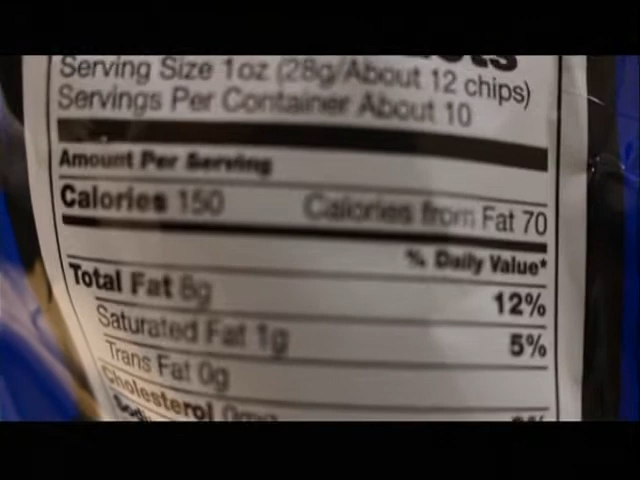 Serving Size 1oz (28g/About 12 chips)
Servings Per Container About 10
Amount Per Serving
Calories 150 Calories from Fat 70
% Daily Value*
Total Fat 8g 12%
Saturated Fat 1g 5%
Trans Fat 0g
Cholesterol 0mg